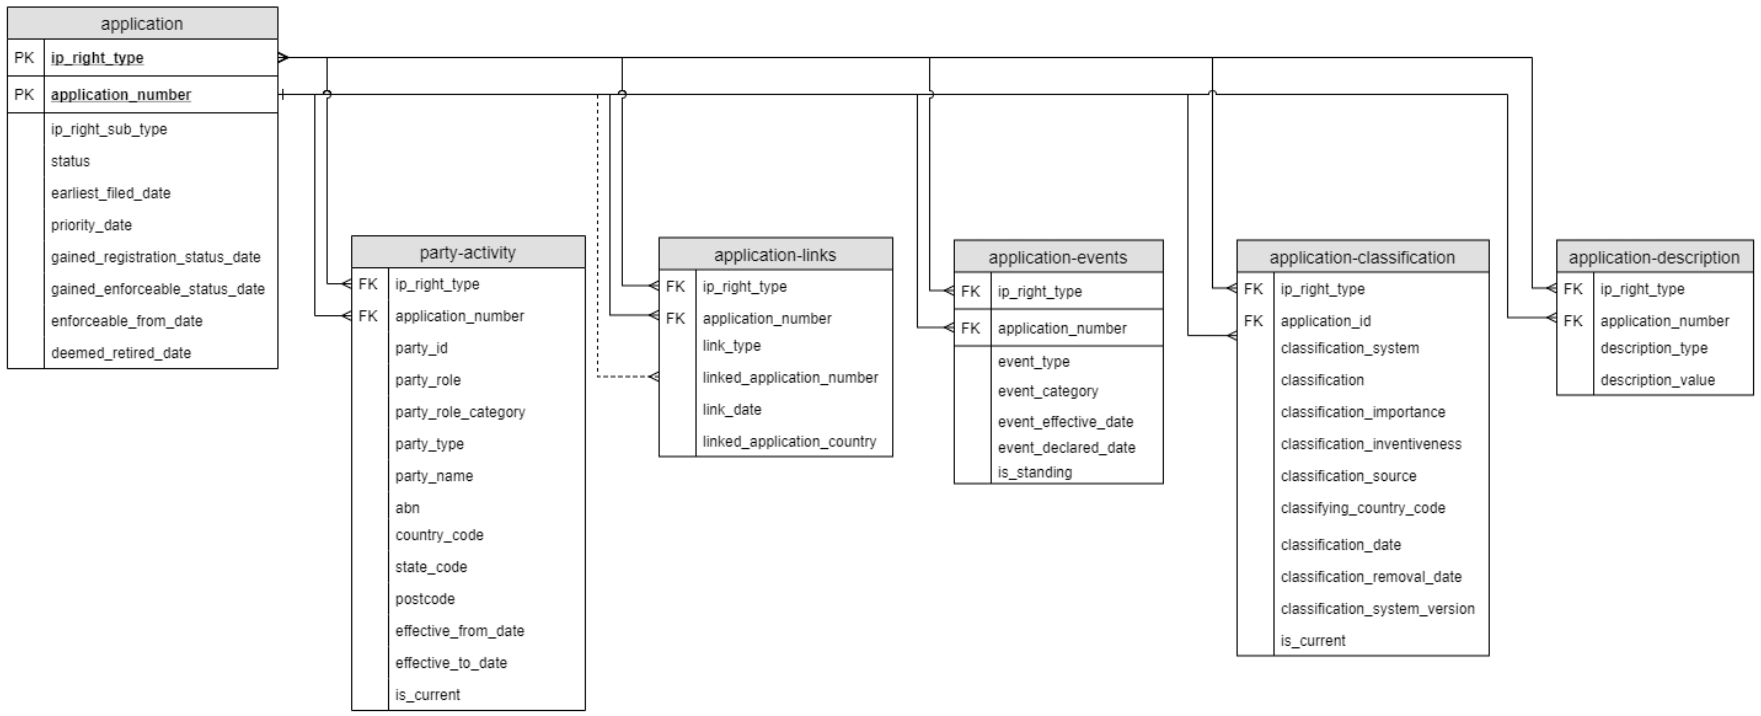 application
PK ip_right_type
PK application_number
ip_right_sub_type
status
earliest_filed_date
priority_date
gained_registration_status_date
gained_enforceable_status_date
enforceable_from_date
deemed_retired_date
party-activity
FK ip_right_type
FK application_number
party_id
party_role
party_role_category
party_type
party_name
abn
country_code
state_code
postcode
effective_from_date
effective_to_date
is_current
application-links
FK ip_right_type
FK application_number
link_type
linked_application_number
link_date
linked_application_country
application-events
FK ip_right_type
FK application_number
event_type
event_category
event_effective_date
event_declared_date
is_standing
application-classification
FK ip_right_type
FK application_id
classification_system
classification
classification_importance
classification_inventiveness
classification_source
classifying_country_code
classification_date
classification_removal_date
classification_system_version
is_current
application-description
FK ip_right_type
FK application_number
description_type
description_value